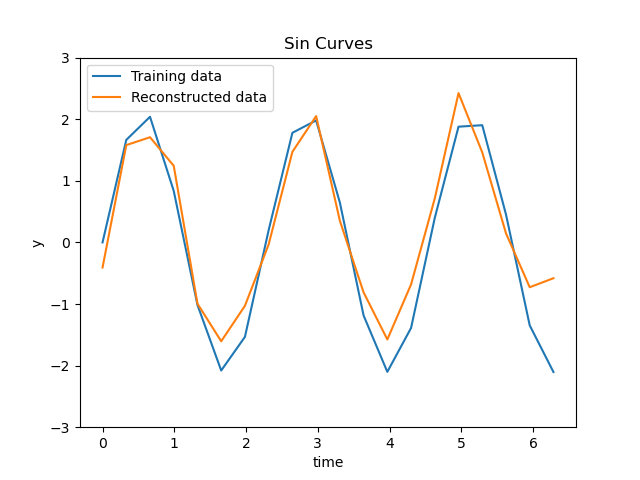 Sin Curves
Training data
Reconstructed data
3
2
1
0
−1
−2
−3
y
0 1 2 3 4 5 6
time